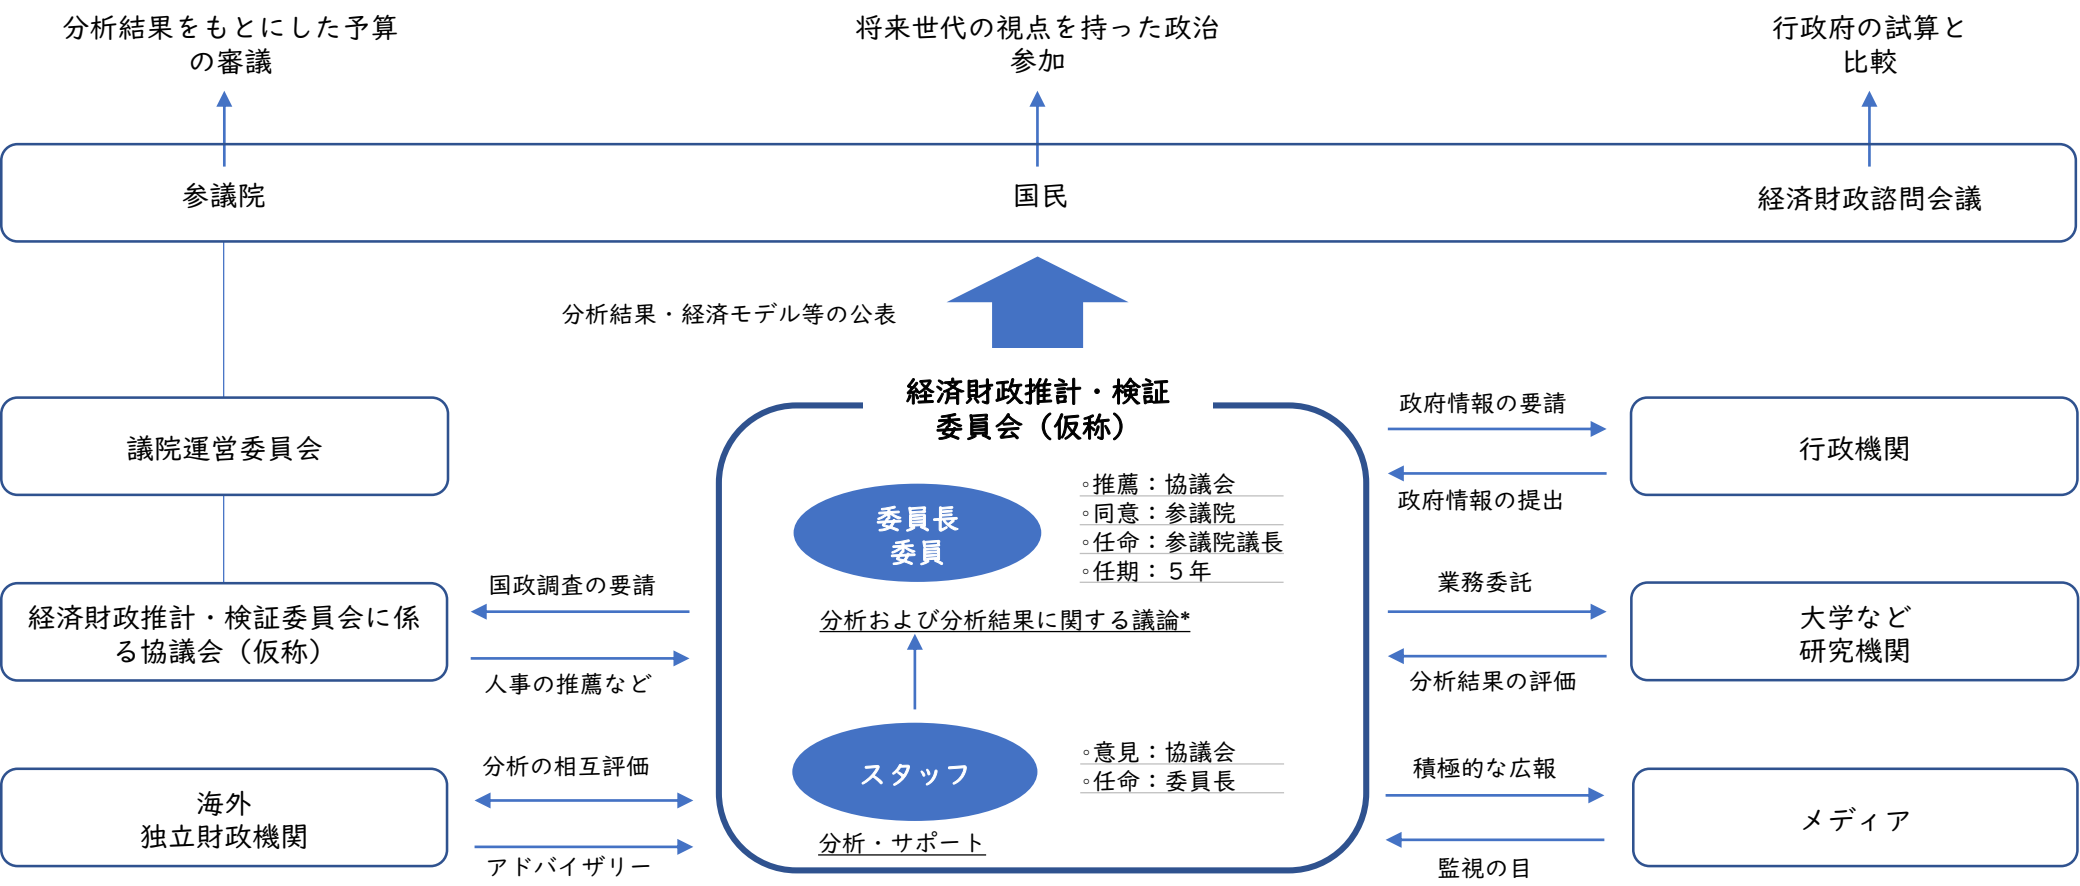 分析結果をもとにした予算
の審議
将来世代の視点を持った政治
参加
行政府の試算と
比較
参議院
国民
経済財政諮問会議
分析結果・経済モデル等の公表
議院運営委員会
経済財政推計・検証委員会に係
る協議会（仮称）
海外
独立財政機関
国政調査の要請
人事の推薦など
分析の相互評価
アドバイザリー
経済財政推計・検証
委員会（仮称）
委員長
委員
◦推薦：協議会
◦同意：参議院
◦任命：参議院議長
◦任期：５年
分析および分析結果に関する議論*
スタッフ
◦意見：協議会
◦任命：委員長
分析・サポート
政府情報の要請
政府情報の提出
行政機関
業務委託
分析結果の評価
大学など
研究機関
積極的な広報
監視の目
メディア